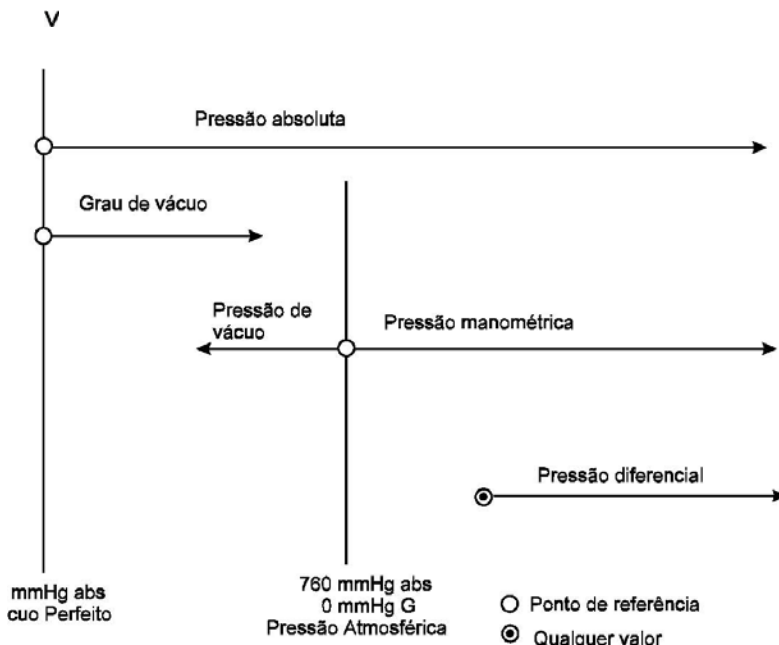 V
Pressão absoluta
Grau de vácuo
Pressão de
vácuo
Pressão manométrica
Pressão diferencial
mmHg abs
cuo Perfeito
760 mmHg abs
0 mmHg G
Pressão Atmosférica
Ponto de referência
Qualquer valor